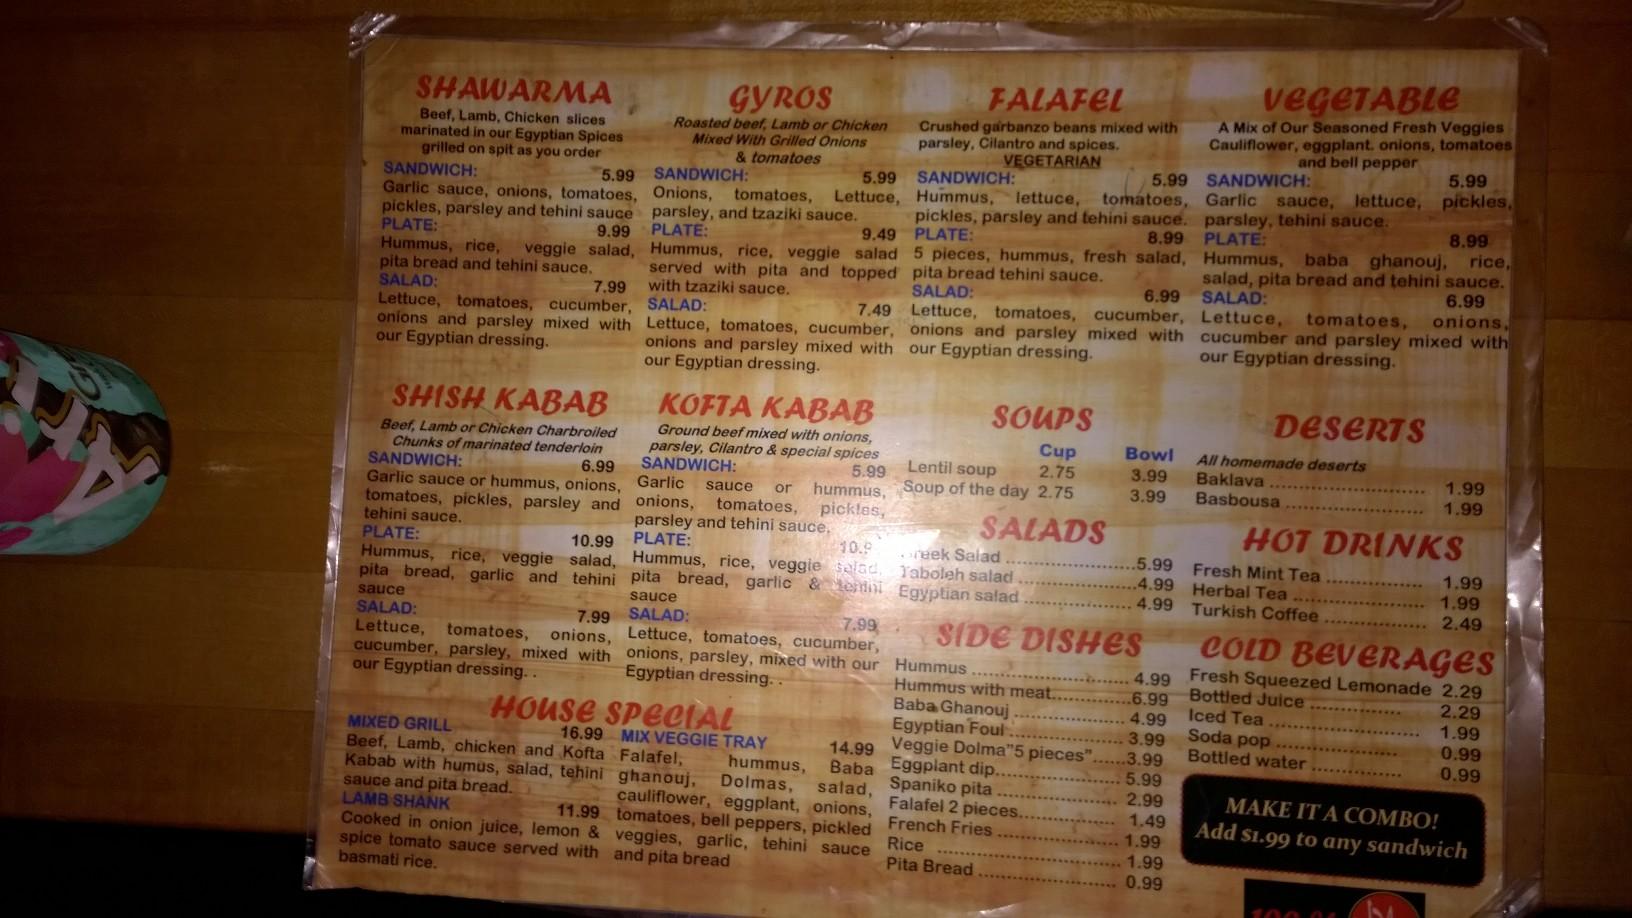 SHAWARMA
Beef, Lamb, Chicken slices
marinated in our Egyptian Spices
grilled on spit as you order
SANDWICH: 5.99
Garlic sauce, onions, tomatoes,
pickles, parsley and tehini sauce
PLATE: 9.99
Hummus, rice, veggie salad,
pita bread and tehini sauce.
SALAD: 7.99
Lettuce, tomatoes, cucumber,
onions and parsley mixed with
our Egyptian dressing.
GYROS
Roasted beef, Lamb or Chicken
Mixed With Grilled Onions
& tomatoes
SANDWICH: 5.99
Onions, tomatoes, Lettuce,
parsley, and tzaziki sauce.
PLATE: 9.49
Hummus, rice, veggie salad
served with pita and topped
with tzaziki sauce.
SALAD: 7.49
Lettuce, tomatoes, cucumber,
onions and parsley mixed with
our Egyptian dressing.
FALAFEL
Crushed garbanzo beans mixed with
parsley, Cilantro and spices.
VEGETARIAN
SANDWICH: 5.99
Hummus, lettuce, tomatoes,
pickles, parsley and tehini sauce.
PLATE: 8.99
5 pieces, hummus, fresh salad,
pita bread tehini sauce.
SALAD: 6.99
Lettuce, tomatoes, cucumber,
onions and parsley mixed with
our Egyptian dressing.
VEGETABLE
A Mix of Our Seasoned Fresh Veggies
Cauliflower, eggplant. onions, tomatoes
and bell pepper
SANDWICH: 5.99
Garlic sauce, lettuce, pickles,
parsley, tehini sauce.
PLATE: 8.99
Hummus, baba ghanouj, rice,
salad, pita bread and tehini sauce.
SALAD: 6.99
Lettuce, tomatoes, onions,
cucumber and parsley mixed with
our Egyptian dressing.
SHISH KABAB
Beef, Lamb or Chicken Charbroiled
Chunks of marinated tenderloin
SANDWICH: 6.99
Garlic sauce or hummus, onions,
tomatoes, pickles, parsley and
tehini sauce.
PLATE: 10.99
Hummus, rice, veggie salad,
pita bread, garlic and tehini
sauce
SALAD: 7.99
Lettuce, tomatoes, onions,
cucumber, parsley, mixed with
our Egyptian dressing. .
KOFTA KABAB
Ground beef mixed with onions,
parsley, Cilantro & special spices
SANDWICH: 5.99
Garlic sauce or hummus,
onions, tomatoes, pickles,
parsley and tehini sauce,
PLATE:
Hummus, rice, veggie salad,
pita bread, garlic & tehini
sauce
SALAD: 7.99
Lettuce, tomatoes, cucumber,
onions, parsley, mixed with our
Egyptian dressing. .
HOUSE SPECIAL
MIXED GRILL 16.99
Beef, Lamb, chicken and Kofta
Kabab with humus, salad, tehini
sauce and pita bread.
LAMB SHANK 11.99
Cooked in onion juice, lemon &
spice tomato sauce served with
basmati rice.
MIX VEGGIE TRAY 14.99
Falafel, hummus, Baba
ghanouj, Dolmas, salad,
cauliflower, eggplant, onions,
tomatoes, bell peppers, pickled
veggies, garlic, tehini sauce
and pita bread
SOUPS
Cup Bowl
Lentil soup 2.75 3.99
Soup of the day 2.75 3.99
SALADS
Greek Salad 5.99
Taboleh salad 4.99
Egyptian salad 4.99
SIDE DISHES
Hummus 4.99
Hummus with meat 6.99
Baba Ghanouj 4.99
Egyptian Foul 3.99
Veggie Dolma"5 pieces" 3.99
Eggplant dip 5.99
Spaniko pita 2.99
Falafel 2 pieces 1.49
French Fries 1.99
Rice 1.99
Pita Bread 0.99
DESERTS
All homemade deserts
Baklava 1.99
Basbousa 1.99
HOT DRINKS
Fresh Mint Tea 1.99
Herbal Tea 1.99
Turkish Coffee 2.49
COLD BEVERAGES
Fresh Squeezed Lemonade 2.29
Bottled Juice 2.29
Iced Tea 1.99
Soda pop 0.99
Bottled water 0.99
MAKE IT A COMBO!
Add $1.99 to any sandwich